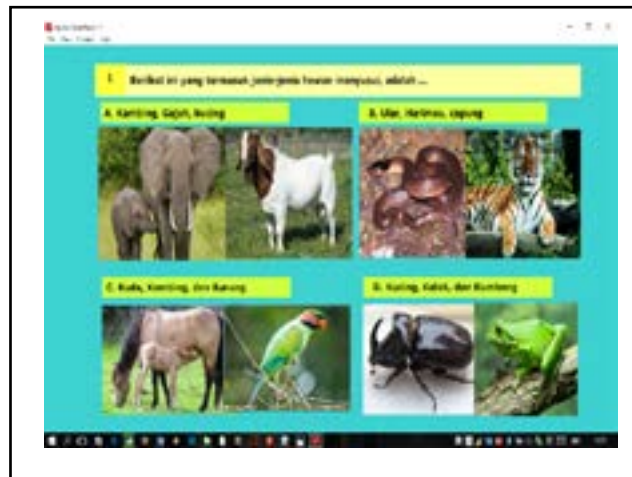 1 Berikut ini yang termasuk jenis-jenis hewan menyusui, adalah ...
A. Kambing, Gajah, kucing
B. Ular, Harimau, capung
C. Kuda, Kambing, dan Burung
D. Kucing, Katak, dan Kumbang